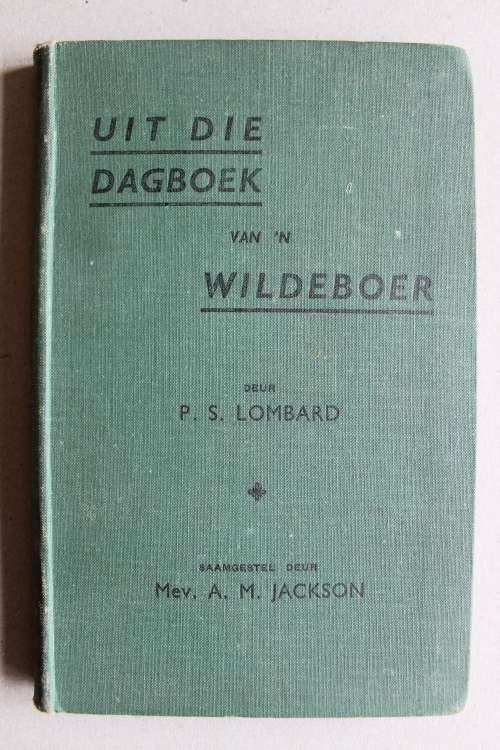 UIT DIE
DAGBOEK
VAN 'N
WILDEBOER
DEUR
P. S. LOMBARD
SAAMGESTEL DEUR
Mev. A. M. JACKSON